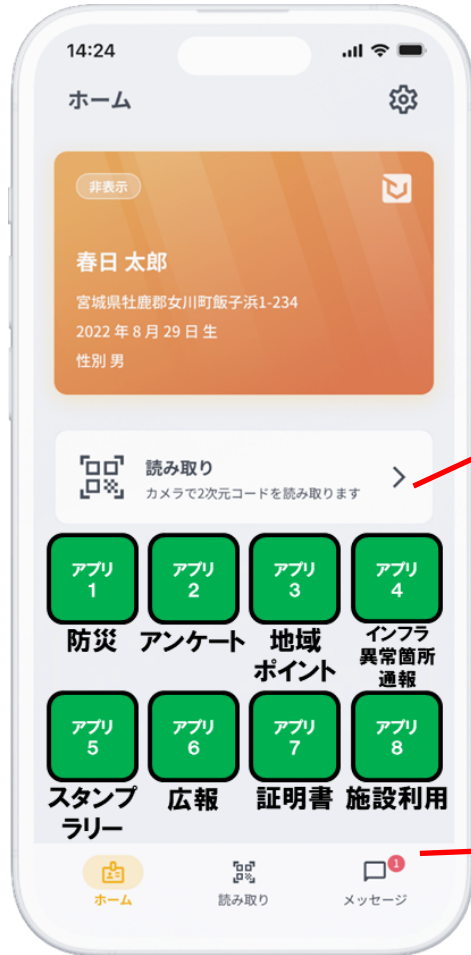 14:24
ホーム
非表示
春日 太郎
宮城県牡鹿郡女川町飯子浜1-234
2022 年 8 月 29 日 生
性別 男
読み取り
カメラで2次元コードを読み取ります
アプリ
1
アプリ
2
アプリ
3
アプリ
4
防災
アンケート
地域
ポイント
インフラ
異常箇所
通報
アプリ
5
アプリ
6
アプリ
7
アプリ
8
スタンプ
ラリー
広報
証明書
施設利用
1
ホーム
読み取り
メッセージ